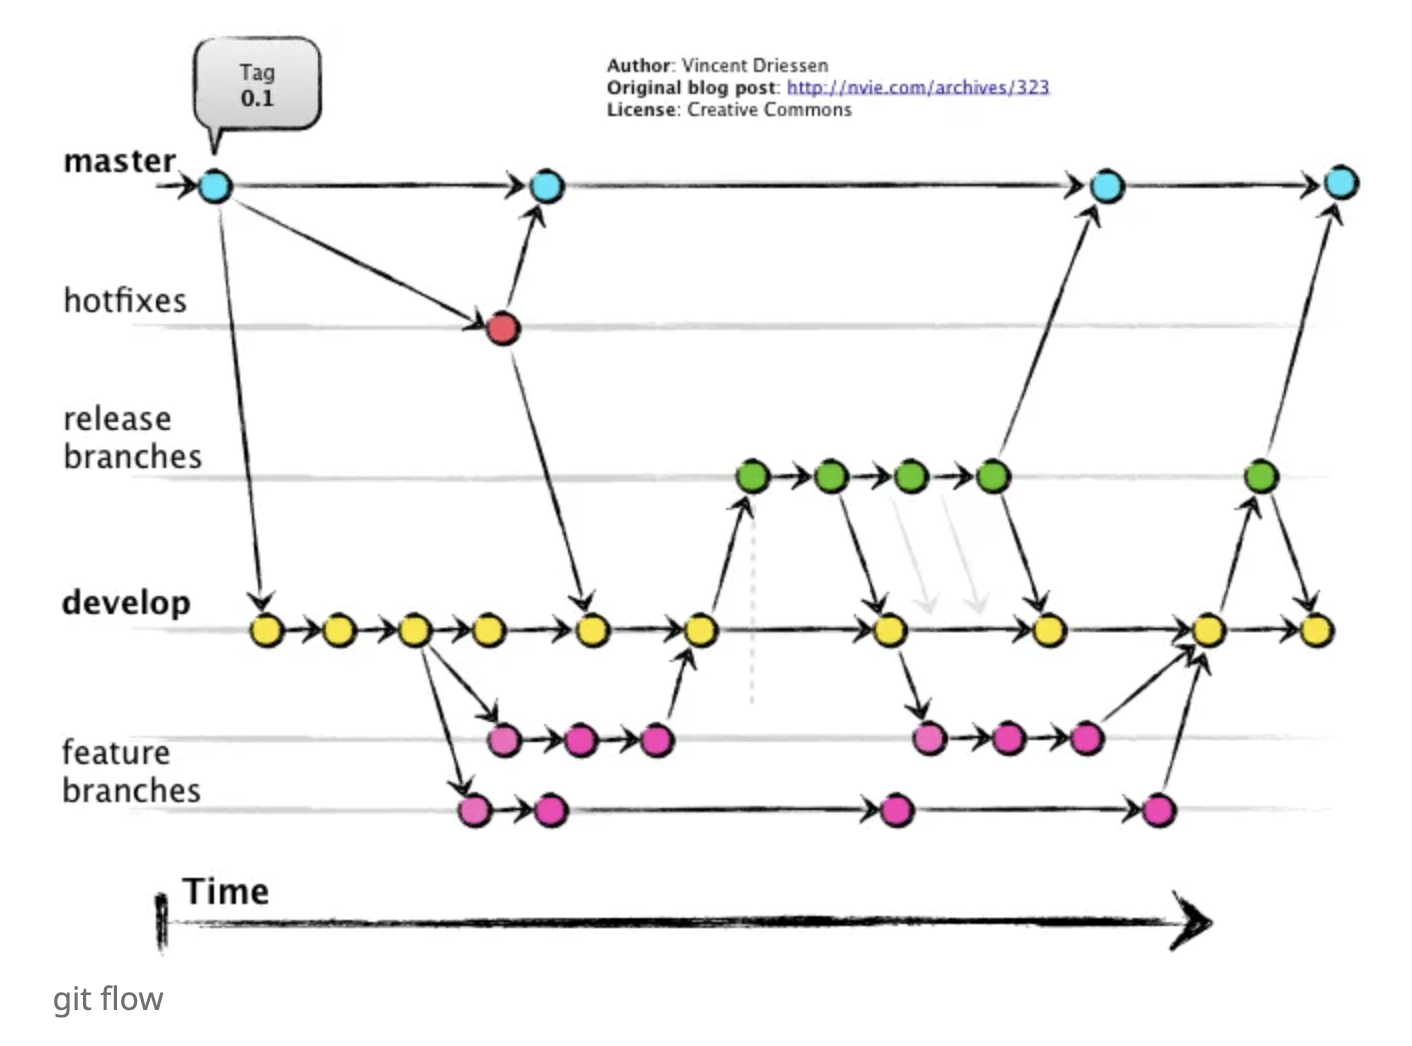 Tag
0.1
Author: Vincent Driessen
Original blog post: http://nvie.com/archives/323
License: Creative Commons
master
hotfixes
release
branches
develop
feature
branches
Time
git flow